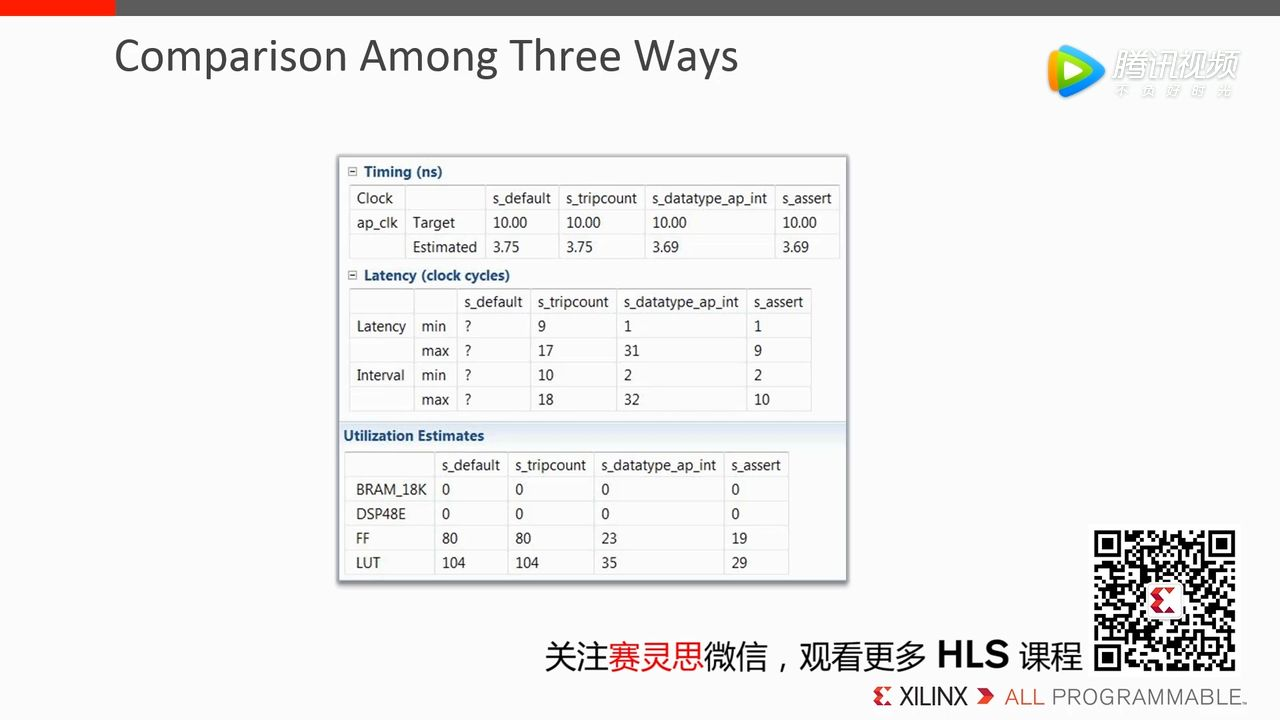 Comparison Among Three Ways
腾讯视频
不负好时光
Timing (ns)
Clock s_default s_tripcount s_datatype_ap_int s_assert
ap_clk Target 10.00 10.00 10.00 10.00
Estimated 3.75 3.75 3.69 3.69
Latency (clock cycles)
s_default s_tripcount s_datatype_ap_int s_assert
Latency min ? 9 1 1
max ? 17 31 9
Interval min ? 10 2 2
max ? 18 32 10
Utilization Estimates
s_default s_tripcount s_datatype_ap_int s_assert
BRAM_18K 0 0 0 0
DSP48E 0 0 0 0
FF 80 80 23 19
LUT 104 104 35 29
关注赛灵思微信，观看更多 HLS 课程
XILINX ALL PROGRAMMABLE™